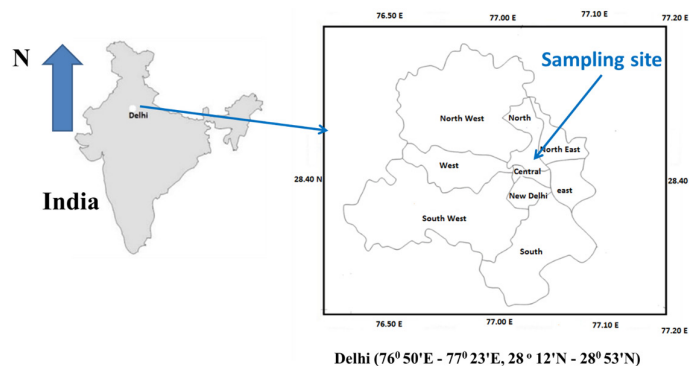 N
Delhi
India
76.50 E 77.00 E 77.10 E 77.20 E
Sampling site
North West
North
North East
West
Central
28.40 N
28.40
east
New Delhi
South West
South
76.50 E 77.00 E 77.10 E 77.20 E
Delhi (76⁰ 50'E - 77⁰ 23'E, 28 ° 12'N - 28⁰ 53'N)